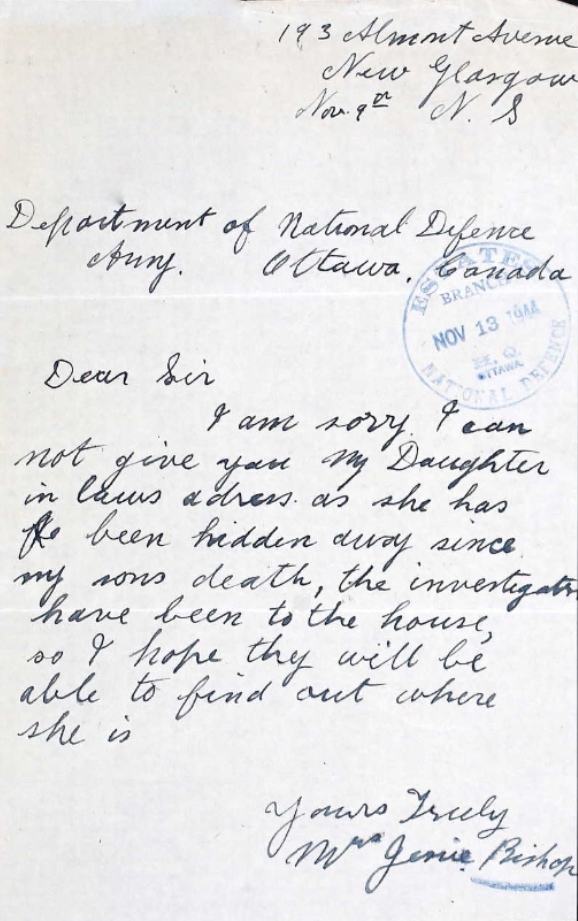 193 Almont Avenue
New Glasgow
Nov. 9th N. S
Department of National Defence
Army. Ottawa, Canada
ESTATES
BRANCH
NOV 13 1944
H. Q.
OTTAWA
NATIONAL DEFENCE
Dear Sir
I am sorry I can
not give you my Daughter
in laws adress as she has
been hidden away since
my sons death, the investigators
have been to the house,
so I hope they will be
able to find out where
she is
Yours Truly
Mrs Jenie Bishop